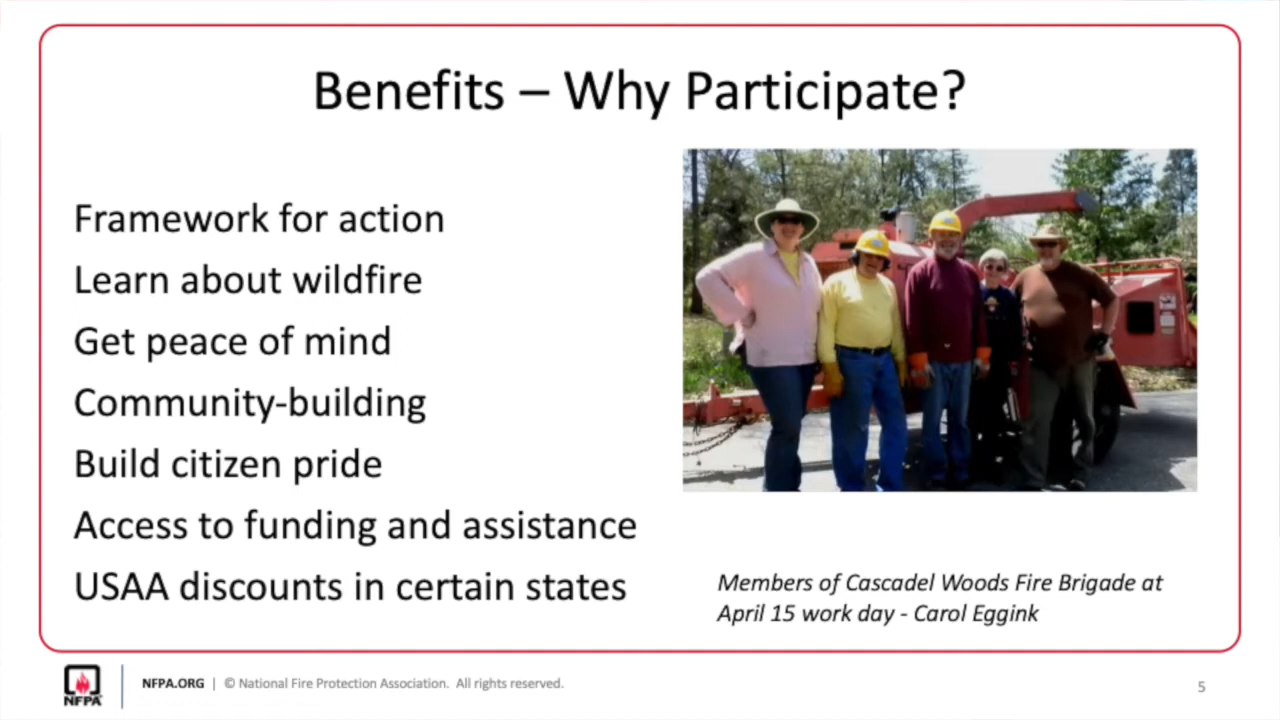 Benefits – Why Participate?
Framework for action
Learn about wildfire
Get peace of mind
Community-building
Build citizen pride
Access to funding and assistance
USAA discounts in certain states
Members of Cascadel Woods Fire Brigade at
April 15 work day - Carol Eggink
NFPA
NFPA.ORG | © National Fire Protection Association. All rights reserved.
5